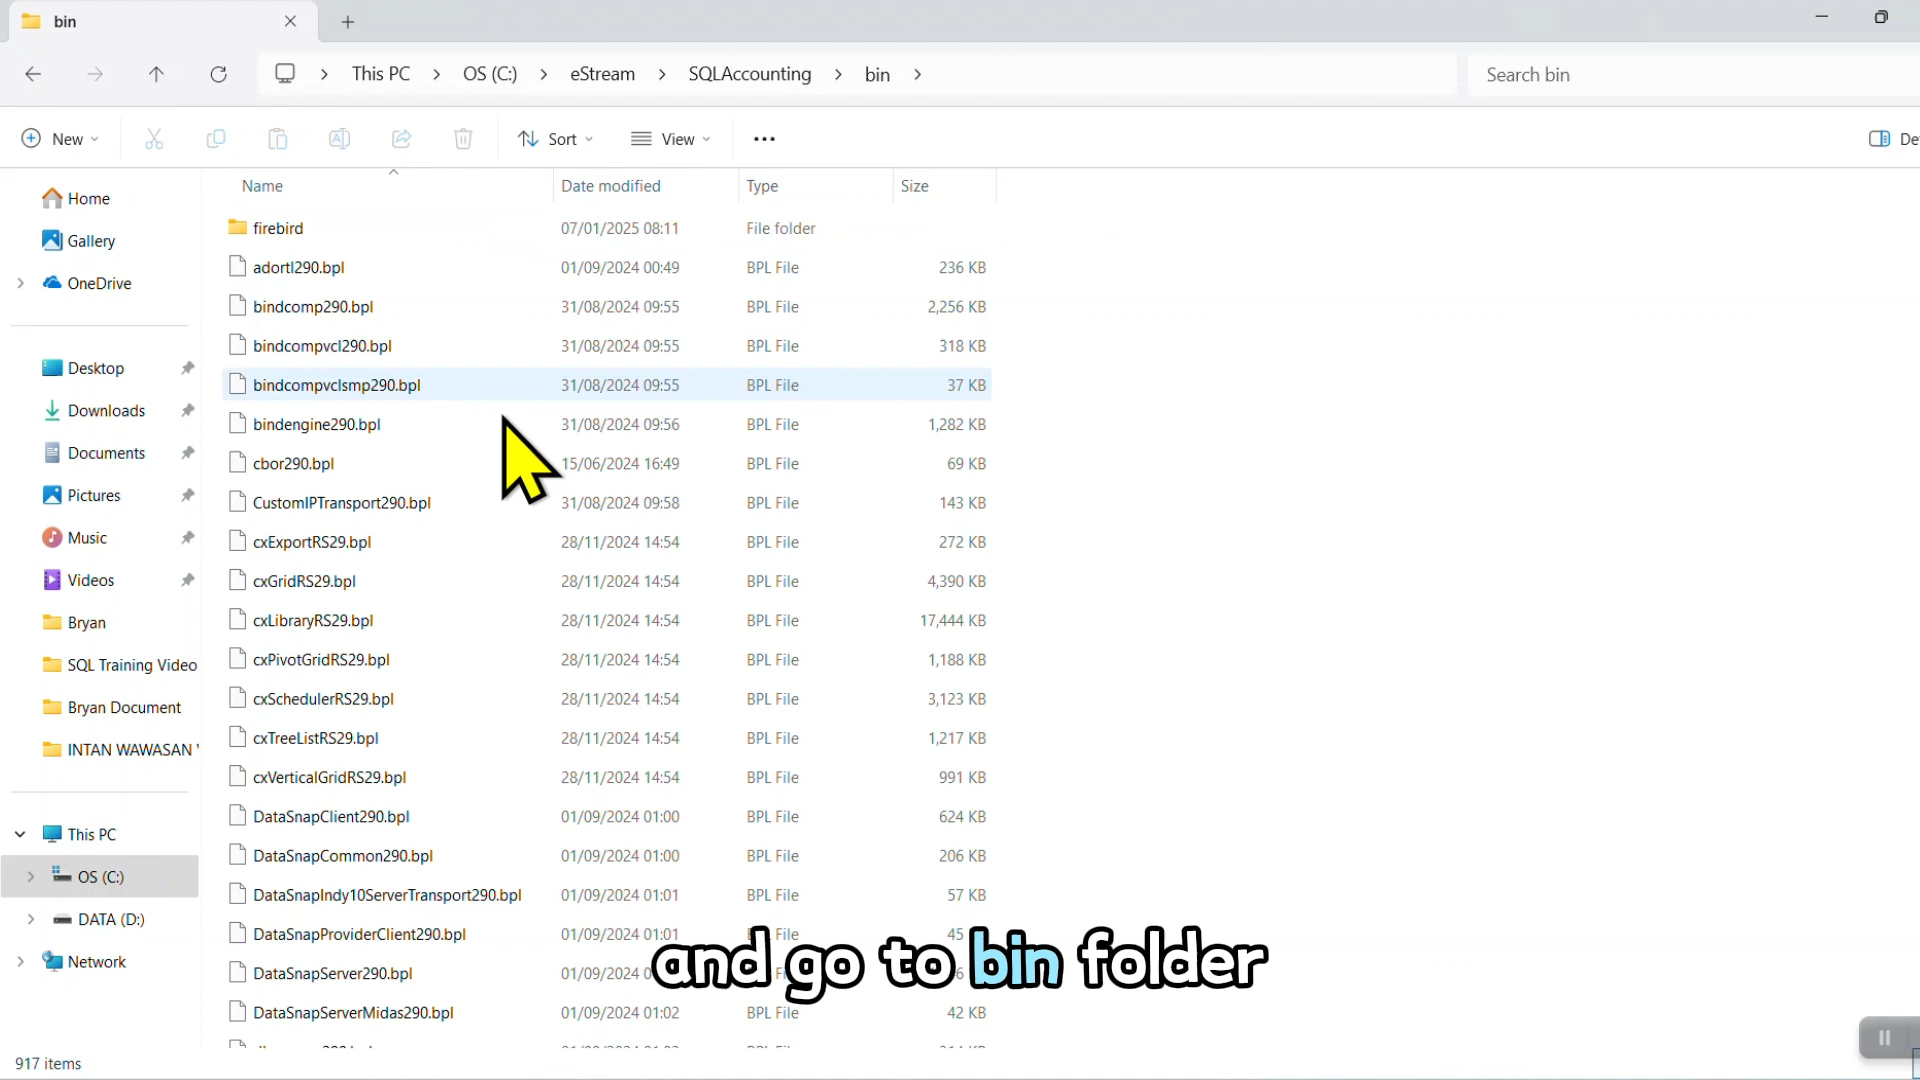 bin
This PC > OS (C:) > eStream > SQLAccounting > bin >
Search bin
New
Sort
View
Name Date modified Type Size
Home
Gallery
OneDrive
Desktop
Downloads
Documents
Pictures
Music
Videos
Bryan
SQL Training Video
Bryan Document
INTAN WAWASAN
This PC
OS (C:)
DATA (D:)
Network
firebird 07/01/2025 08:11 File folder
adortl290.bpl 01/09/2024 00:49 BPL File 236 KB
bindcomp290.bpl 31/08/2024 09:55 BPL File 2,256 KB
bindcompvcl290.bpl 31/08/2024 09:55 BPL File 318 KB
bindcompvclsmp290.bpl 31/08/2024 09:55 BPL File 37 KB
bindengine290.bpl 31/08/2024 09:56 BPL File 1,282 KB
cbor290.bpl 15/06/2024 16:49 BPL File 69 KB
CustomIPTransport290.bpl 31/08/2024 09:58 BPL File 143 KB
cxExportRS29.bpl 28/11/2024 14:54 BPL File 272 KB
cxGridRS29.bpl 28/11/2024 14:54 BPL File 4,390 KB
cxLibraryRS29.bpl 28/11/2024 14:54 BPL File 17,444 KB
cxPivotGridRS29.bpl 28/11/2024 14:54 BPL File 1,188 KB
cxSchedulerRS29.bpl 28/11/2024 14:54 BPL File 3,123 KB
cxTreeListRS29.bpl 28/11/2024 14:54 BPL File 1,217 KB
cxVerticalGridRS29.bpl 28/11/2024 14:54 BPL File 991 KB
DataSnapClient290.bpl 01/09/2024 01:00 BPL File 624 KB
DataSnapCommon290.bpl 01/09/2024 01:00 BPL File 206 KB
DataSnapIndy10ServerTransport290.bpl 01/09/2024 01:01 BPL File 57 KB
DataSnapProviderClient290.bpl 01/09/2024 01:01 File 45
DataSnapServer290.bpl 01/09/2024
DataSnapServerMidas290.bpl 01/09/2024 01:02 BPL File 42 KB
and go to bin folder
917 items